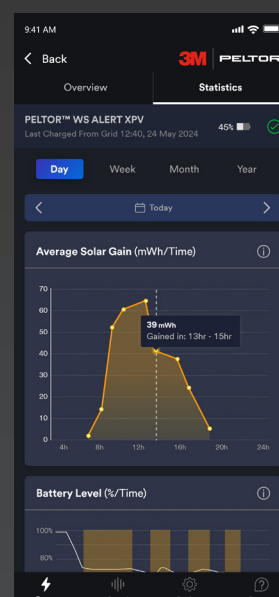 9:41 AM
Back
3M PELTOR
Overview Statistics
PELTOR™ WS ALERT XPV
Last Charged From Grid 12:40, 24 May 2024
45%
Day Week Month Year
Today
Average Solar Gain (mWh/Time)
70
60
50
40
30
20
10
0
39 mWh
Gained in: 13hr - 15hr
4h 8h 12h 16h 20h 24h
Battery Level (%/Time)
100%
80%